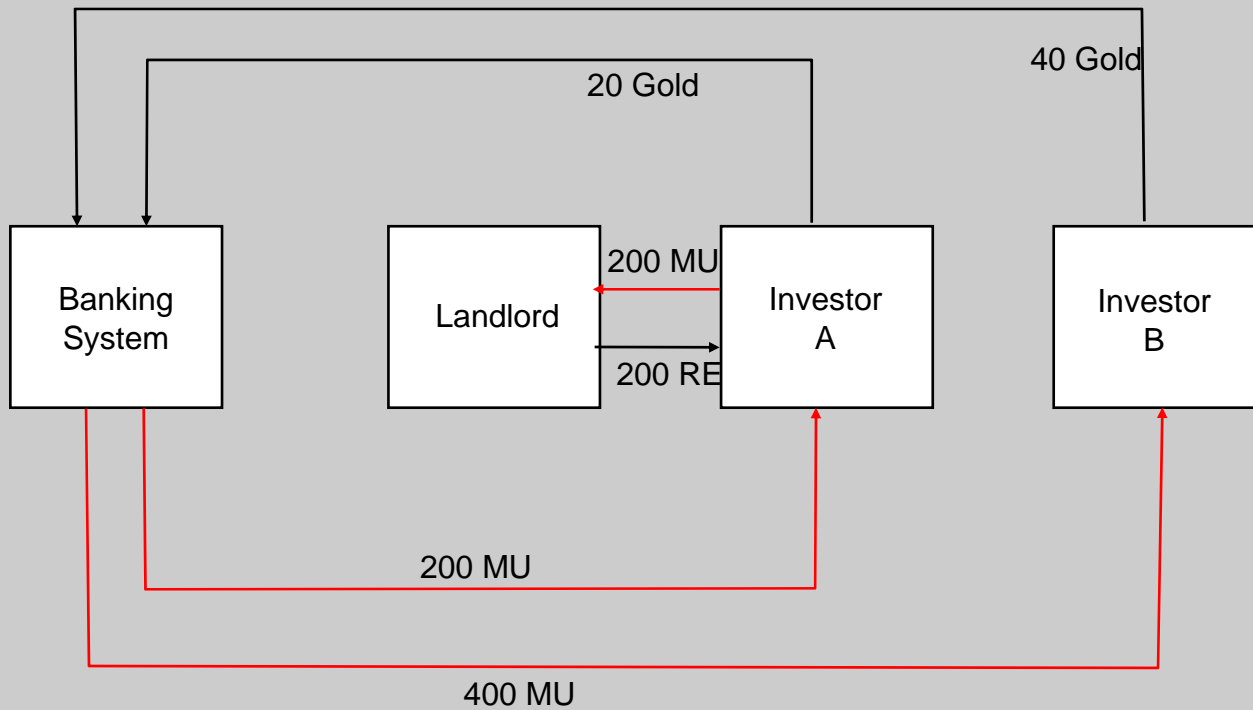 40 Gold
20 Gold
Banking
System
Landlord
200 MU
200 RE
Investor
A
Investor
B
200 MU
400 MU